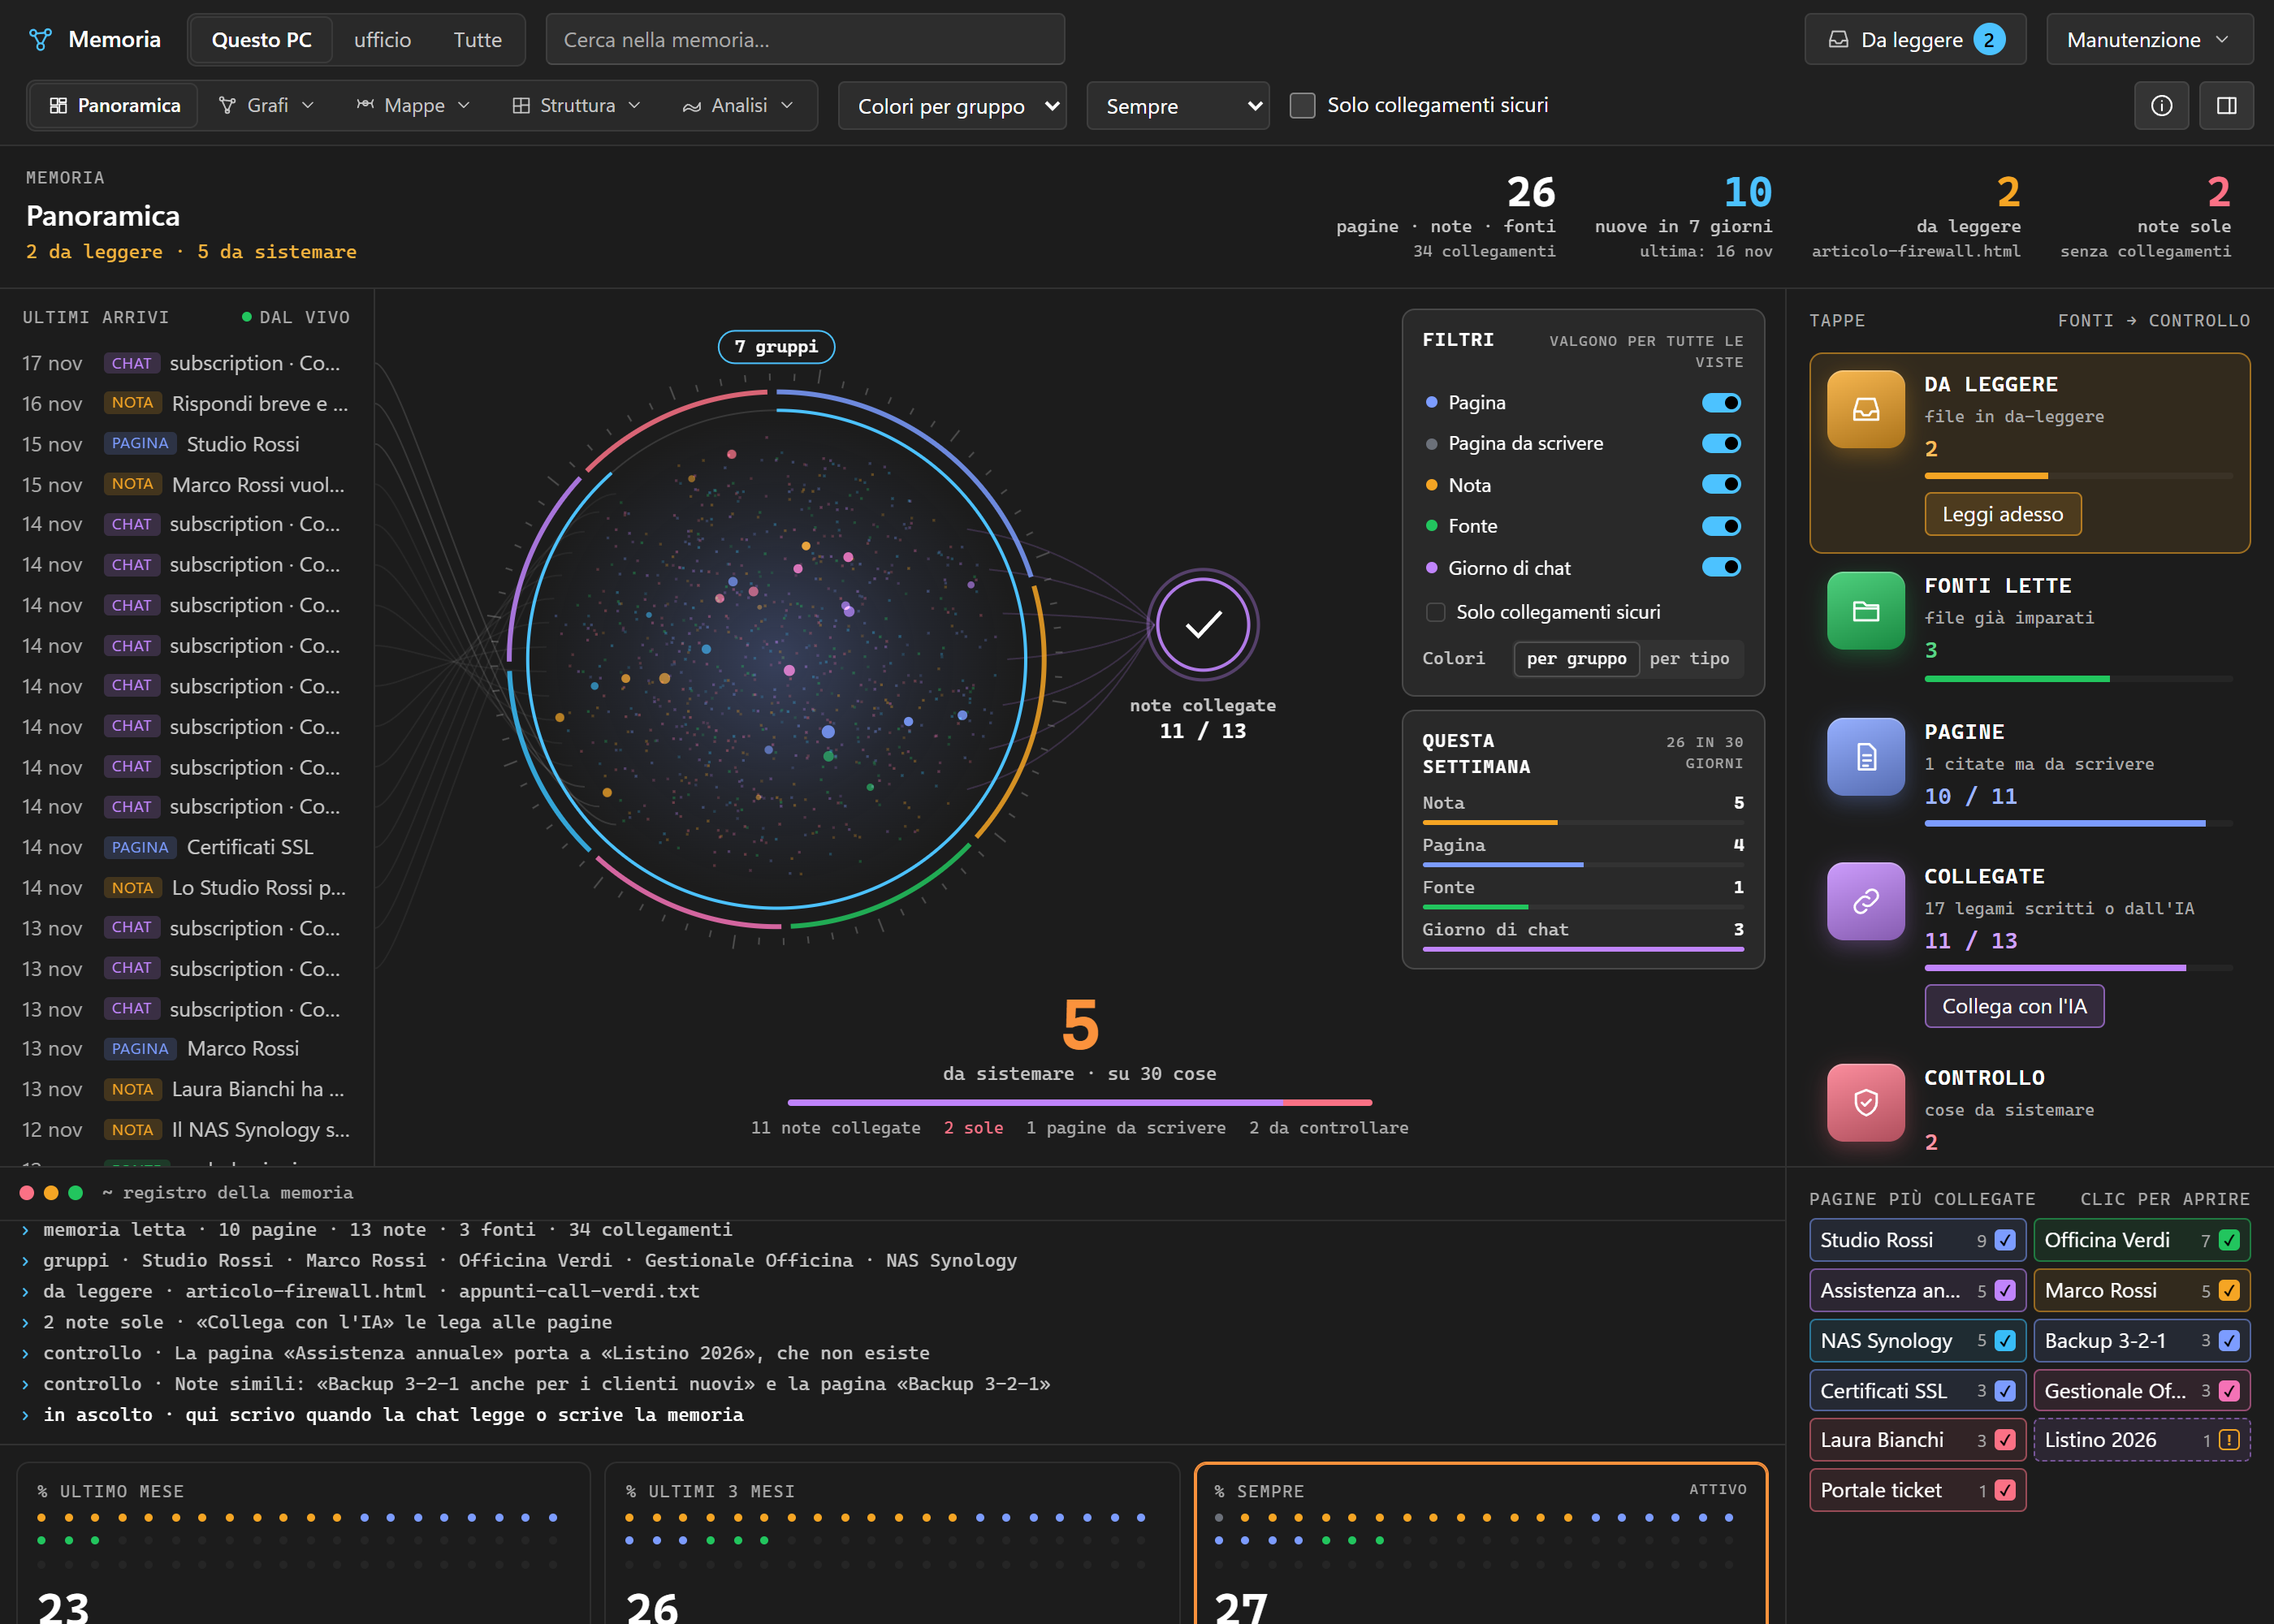 Memoria
Questo PC
ufficio
Tutte
Cerca nella memoria...
Da leggere 2
Manutenzione
Panoramica
Grafi
Mappe
Struttura
Analisi
Colori per gruppo
Sempre
Solo collegamenti sicuri
MEMORIA
Panoramica
2 da leggere · 5 da sistemare
26
pagine · note · fonti
34 collegamenti
10
nuove in 7 giorni
ultima: 16 nov
2
da leggere
articolo-firewall.html
2
note sole
senza collegamenti
ULTIMI ARRIVI
DAL VIVO
17 nov CHAT subscription · Co...
16 nov NOTA Rispondi breve e ...
15 nov PAGINA Studio Rossi
15 nov NOTA Marco Rossi vuol...
14 nov CHAT subscription · Co...
14 nov CHAT subscription · Co...
14 nov CHAT subscription · Co...
14 nov CHAT subscription · Co...
14 nov CHAT subscription · Co...
14 nov CHAT subscription · Co...
14 nov CHAT subscription · Co...
14 nov CHAT subscription · Co...
14 nov PAGINA Certificati SSL
14 nov NOTA Lo Studio Rossi p...
13 nov CHAT subscription · Co...
13 nov CHAT subscription · Co...
13 nov CHAT subscription · Co...
13 nov PAGINA Marco Rossi
13 nov NOTA Laura Bianchi ha ...
12 nov NOTA Il NAS Synology s...
7 gruppi
note collegate
11 / 13
FILTRI
VALGONO PER TUTTE LE
VISTE
Pagina
Pagina da scrivere
Nota
Fonte
Giorno di chat
Solo collegamenti sicuri
Colori per gruppo per tipo
QUESTA
SETTIMANA
26 IN 30
GIORNI
Nota 5
Pagina 4
Fonte 1
Giorno di chat 3
5
da sistemare · su 30 cose
11 note collegate 2 sole 1 pagine da scrivere 2 da controllare
TAPPE
FONTI → CONTROLLO
DA LEGGERE
file in da-leggere
2
Leggi adesso
FONTI LETTE
file già imparati
3
PAGINE
1 citate ma da scrivere
10 / 11
COLLEGATE
17 legami scritti o dall'IA
11 / 13
Collega con l'IA
CONTROLLO
cose da sistemare
2
~ registro della memoria
› memoria letta · 10 pagine · 13 note · 3 fonti · 34 collegamenti
› gruppi · Studio Rossi · Marco Rossi · Officina Verdi · Gestionale Officina · NAS Synology
› da leggere · articolo-firewall.html · appunti-call-verdi.txt
› 2 note sole · «Collega con l'IA» le lega alle pagine
› controllo · La pagina «Assistenza annuale» porta a «Listino 2026», che non esiste
› controllo · Note simili: «Backup 3-2-1 anche per i clienti nuovi» e la pagina «Backup 3-2-1»
› in ascolto · qui scrivo quando la chat legge o scrive la memoria
PAGINE PIÙ COLLEGATE
CLIC PER APRIRE
Studio Rossi 9
Officina Verdi 7
Assistenza an... 5
Marco Rossi 5
NAS Synology 5
Backup 3-2-1 3
Certificati SSL 3
Gestionale Of... 3
Laura Bianchi 3
Listino 2026 1 !
Portale ticket 1
% ULTIMO MESE
23
% ULTIMI 3 MESI
26
% SEMPRE
ATTIVO
27